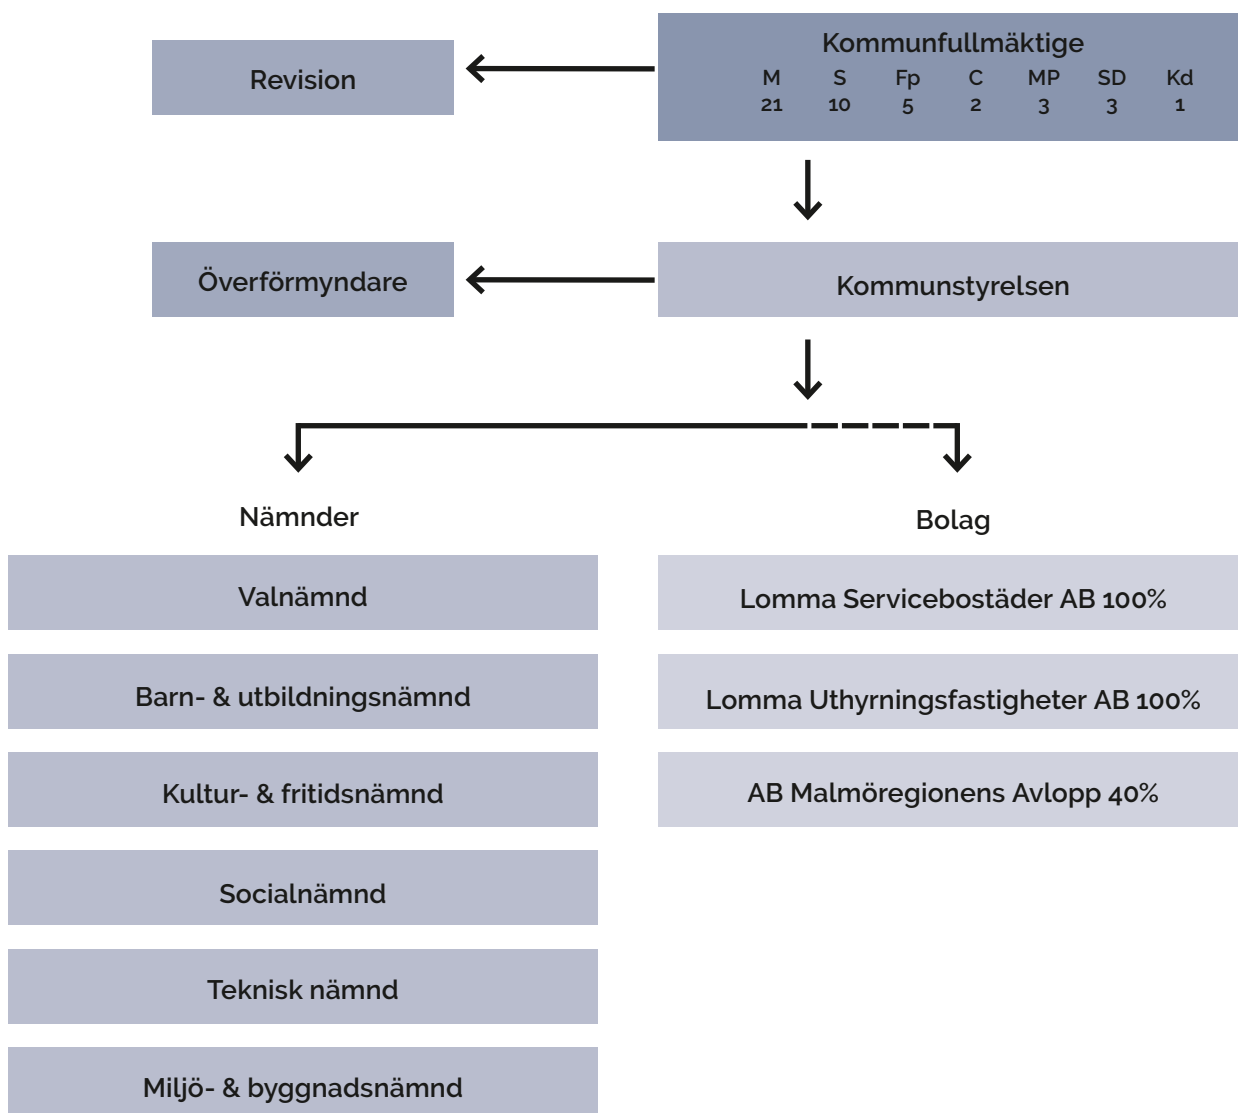 Kommunfullmäktige
M S Fp C MP SD Kd
21 10 5 2 3 3 1
Revision
Överförmyndare
Kommunstyrelsen
Nämnder
Valnämnd
Barn- & utbildningsnämnd
Kultur- & fritidsnämnd
Socialnämnd
Teknisk nämnd
Miljö- & byggnadsnämnd
Bolag
Lomma Servicebostäder AB 100%
Lomma Uthyrningsfastigheter AB 100%
AB Malmöregionens Avlopp 40%